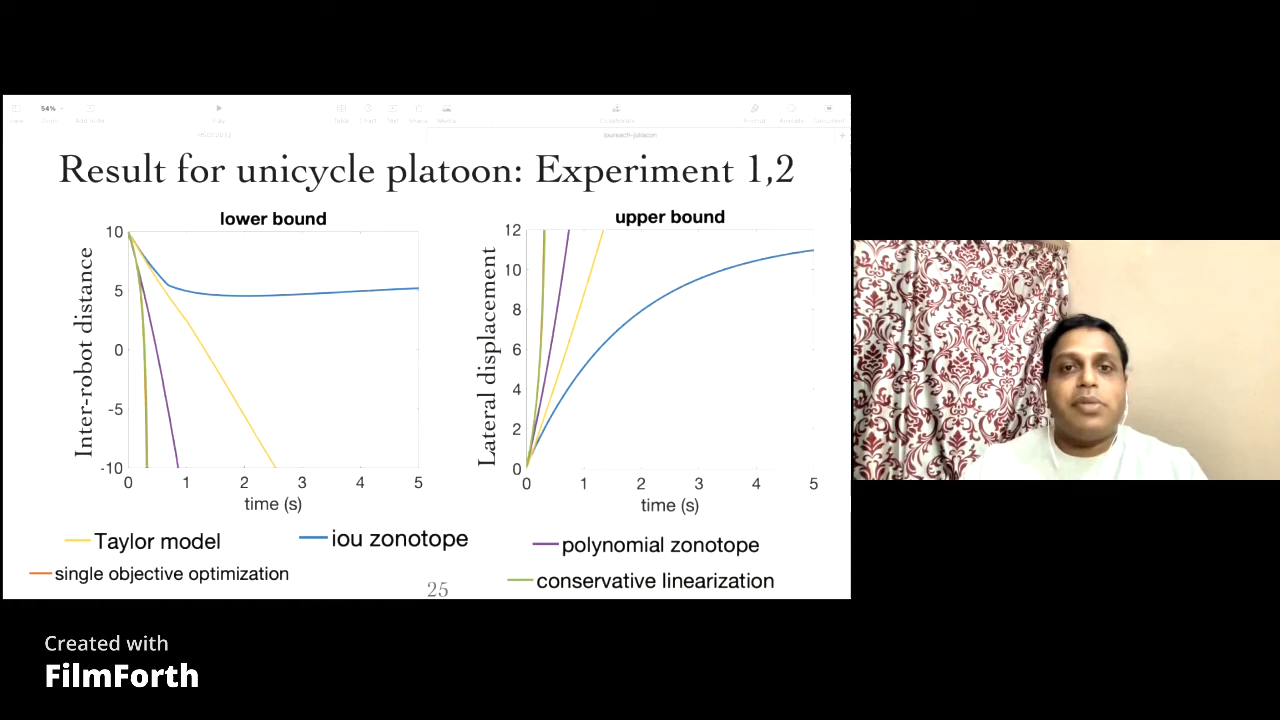 54%
Result for unicycle platoon: Experiment 1,2
lower bound
upper bound
Inter-robot distance
10
5
0
-5
-10
0 1 2 3 4 5
time (s)
Lateral displacement
12
10
8
6
4
2
0
0 1 2 3 4 5
time (s)
Taylor model
iou zonotope
polynomial zonotope
single objective optimization
conservative linearization
25
Created with
FilmForth